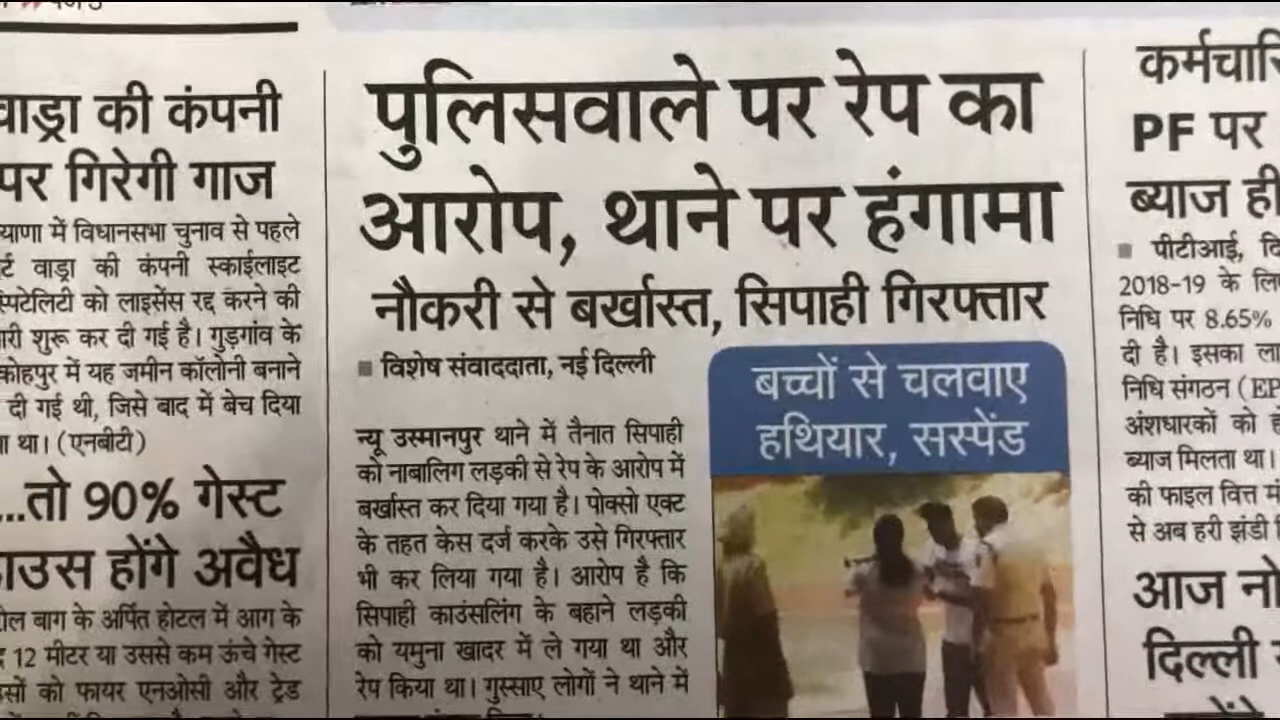 वाड्रा की कंपनी
पर गिरेगी गाज
में विधानसभा चुनाव से पहले
वाड्रा की कंपनी स्काईलाइट
को लाइसेंस रद्द करने की
शुरू कर दी गई है। गुड़गांव के
में यह जमीन कॉलोनी बनाने
दी गई थी, जिसे बाद में बेच दिया
था। (एनबीटी)
...तो 90% गेस्ट
होंगे अवैध
बाग के अर्पित होटल में आग के
12 मीटर या उससे कम ऊंचे गेस्ट
को फायर एनओसी और ट्रेड
पुलिसवाले पर रेप का
आरोप, थाने पर हंगामा
नौकरी से बर्खास्त, सिपाही गिरफ्तार
■ विशेष संवाददाता, नई दिल्ली
न्यू उस्मानपुर थाने में तैनात सिपाही
को नाबालिग लड़की से रेप के आरोप में
बर्खास्त कर दिया गया है। पोक्सो एक्ट
के तहत केस दर्ज करके उसे गिरफ्तार
भी कर लिया गया है। आरोप है कि
सिपाही काउंसलिंग के बहाने लड़की
को यमुना खादर में ले गया था और
रेप किया था। गुस्साए लोगों ने थाने में
बच्चों से चलवाए
हथियार, सस्पेंड
PF पर
ब्याज ही
■ पीटीआई,
2018-19 के
निधि पर 8.65%
दी है। इसका
निधि संगठन
अंशधारकों को
ब्याज मिलता था।
की फाइल वित्त
से अब हरी झंडी
आज
दिल्ली